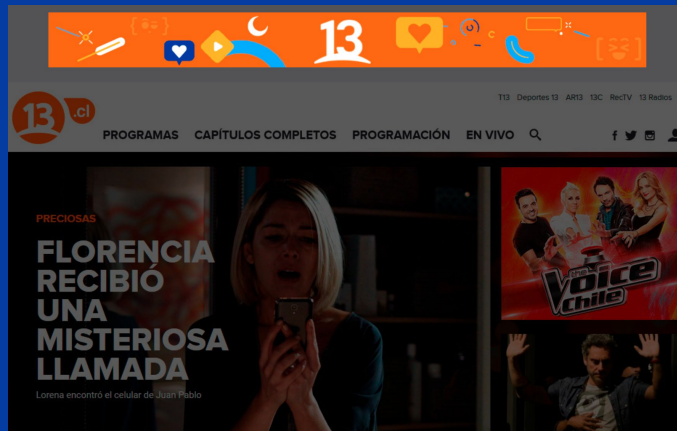 13
13.cl
T13 Deportes 13 AR13 13C RecTV 13 Radios
PROGRAMAS CAPÍTULOS COMPLETOS PROGRAMACIÓN EN VIVO
PRECIOSAS
FLORENCIA
RECIBIÓ
UNA
MISTERIOSA
LLAMADA
Lorena encontró el celular de Juan Pablo
the
Voice
Chile